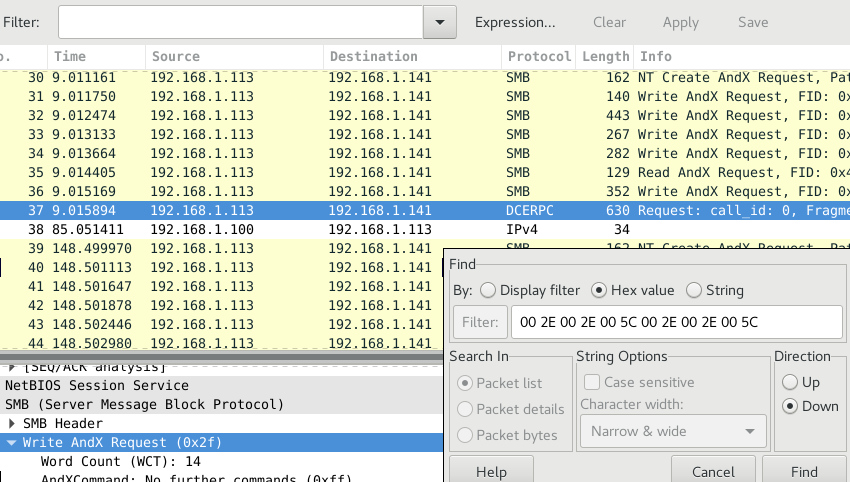 Filter: Expression... Clear Apply Save
o. Time Source Destination Protocol Length Info
30 9.011161 192.168.1.113 192.168.1.141 SMB 162 NT Create AndX Request, Pat
31 9.011750 192.168.1.113 192.168.1.141 SMB 140 Write AndX Request, FID: 0x
32 9.012474 192.168.1.113 192.168.1.141 SMB 443 Write AndX Request, FID: 0x
33 9.013133 192.168.1.113 192.168.1.141 SMB 267 Write AndX Request, FID: 0x
34 9.013664 192.168.1.113 192.168.1.141 SMB 282 Write AndX Request, FID: 0x
35 9.014405 192.168.1.113 192.168.1.141 SMB 129 Read AndX Request, FID: 0x4
36 9.015169 192.168.1.113 192.168.1.141 SMB 352 Write AndX Request, FID: 0x
37 9.015894 192.168.1.113 192.168.1.141 DCERPC 630 Request: call_id: 0, Fragme
38 85.051411 192.168.1.100 192.168.1.113 IPv4 34
39 148.499970 192.168.1.113 192.168.1.141 SMB 162 NT Create AndX Request, Pat
40 148.501113 192.168.1.113 192.168.1.141
41 148.501647 192.168.1.113 192.168.1.141
42 148.501878 192.168.1.113 192.168.1.141
43 148.502446 192.168.1.113 192.168.1.141
44 148.502980 192.168.1.113 192.168.1.141
[SEQ/ACK analysis]
NetBIOS Session Service
SMB (Server Message Block Protocol)
SMB Header
Write AndX Request (0x2f)
Word Count (WCT): 14
AndXCommand: No further commands (0xff)
Find
By: Display filter Hex value String
Filter: 00 2E 00 2E 00 5C 00 2E 00 2E 00 5C
Search In String Options Direction
Packet list Case sensitive Up
Packet details Character width: Down
Packet bytes Narrow & wide
Help Cancel Find